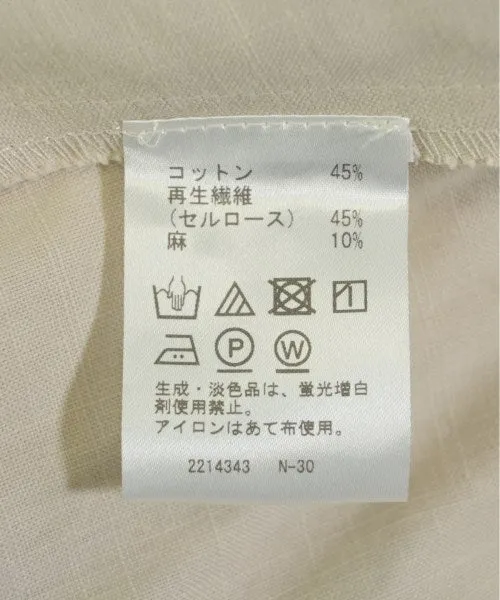 コットン 45%
再生繊維
(セルロース) 45%
麻 10%
P W
生成・淡色品は、蛍光増白
剤使用禁止。
アイロンはあて布使用。
2214343 N-30